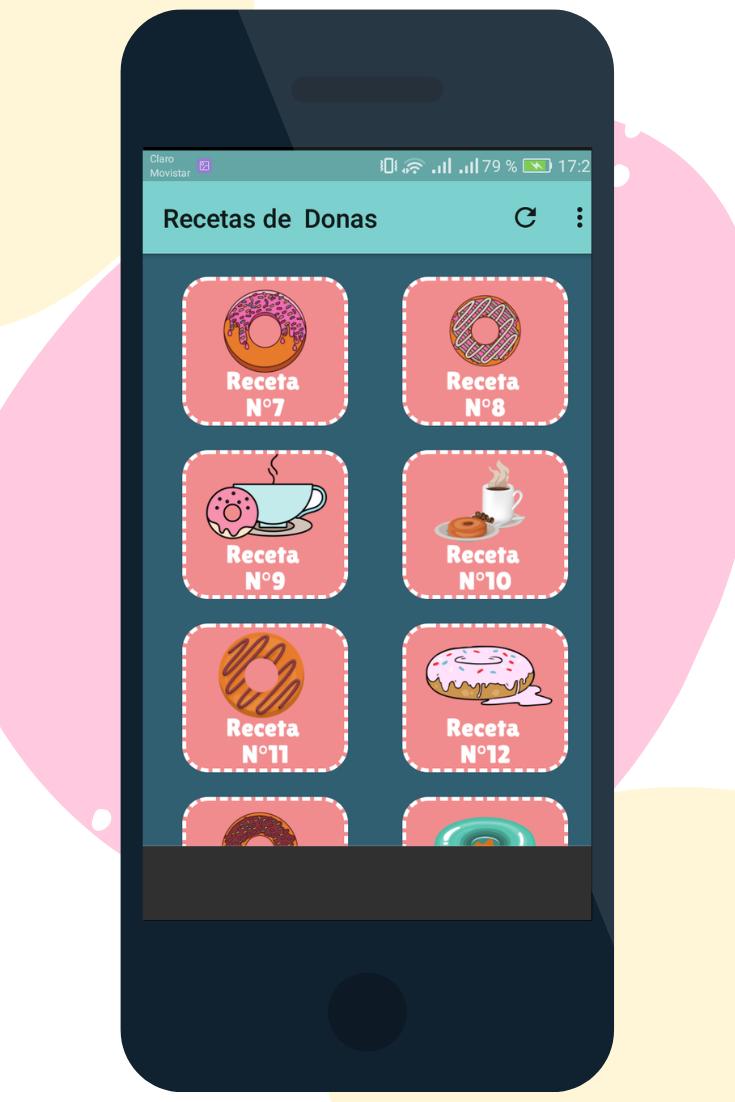 Claro
Movistar
79 %
17:2
Recetas de  Donas
Receta
N°7
Receta
N°8
Receta
N°9
Receta
N°10
Receta
N°11
Receta
N°12